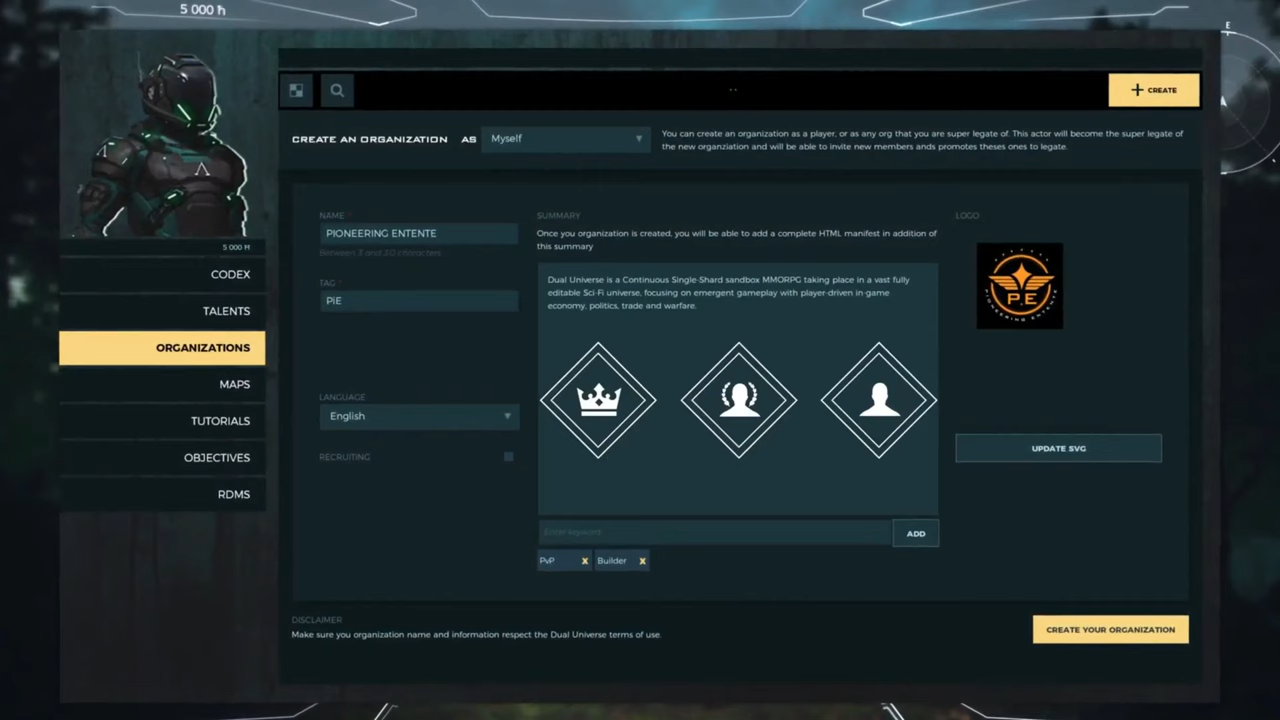 5 000 ħ
E
+ CREATE
CREATE AN ORGANIZATION AS Myself
You can create an organization as a player, or as any org that you are super legate of. This actor will become the super legate
of the new organziation and will be able to invite new members ands promotes theses ones to legate.
5 000 ħ
CODEX
TALENTS
ORGANIZATIONS
MAPS
TUTORIALS
OBJECTIVES
RDMS
NAME *
PIONEERING ENTENTE
Between 3 and 30 characters
TAG *
PIE
LANGUAGE
English
RECRUITING
SUMMARY
Once you organization is created, you will be able to add a complete HTML manifest in addition of
this summary
Dual Universe is a Continuous Single-Shard sandbox MMORPG taking place in a vast fully
editable Sci-Fi universe, focusing on emergent gameplay with player-driven in-game
economy, politics, trade and warfare.
Enter keyword
ADD
PvP X Builder X
LOGO
P.E
PIONEERING ENTENTE
UPDATE SVG
DISCLAIMER
Make sure you organization name and information respect the Dual Universe terms of use.
CREATE YOUR ORGANIZATION